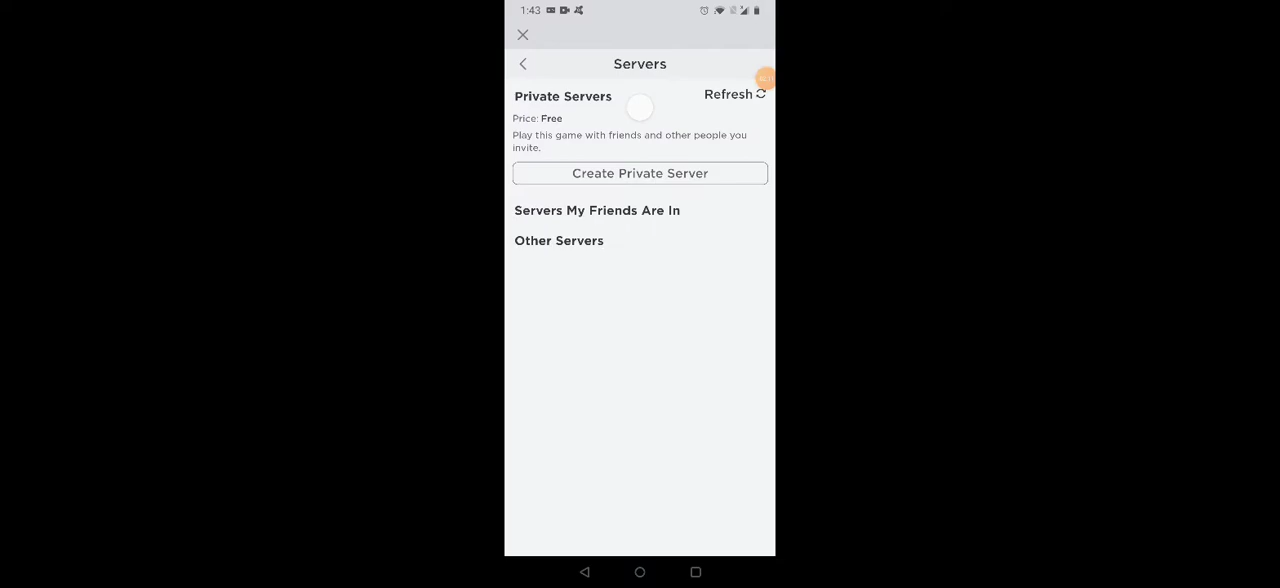 1:43
Servers
Private Servers
Refresh
Price: Free
Play this game with friends and other people you
invite.
Create Private Server
Servers My Friends Are In
Other Servers